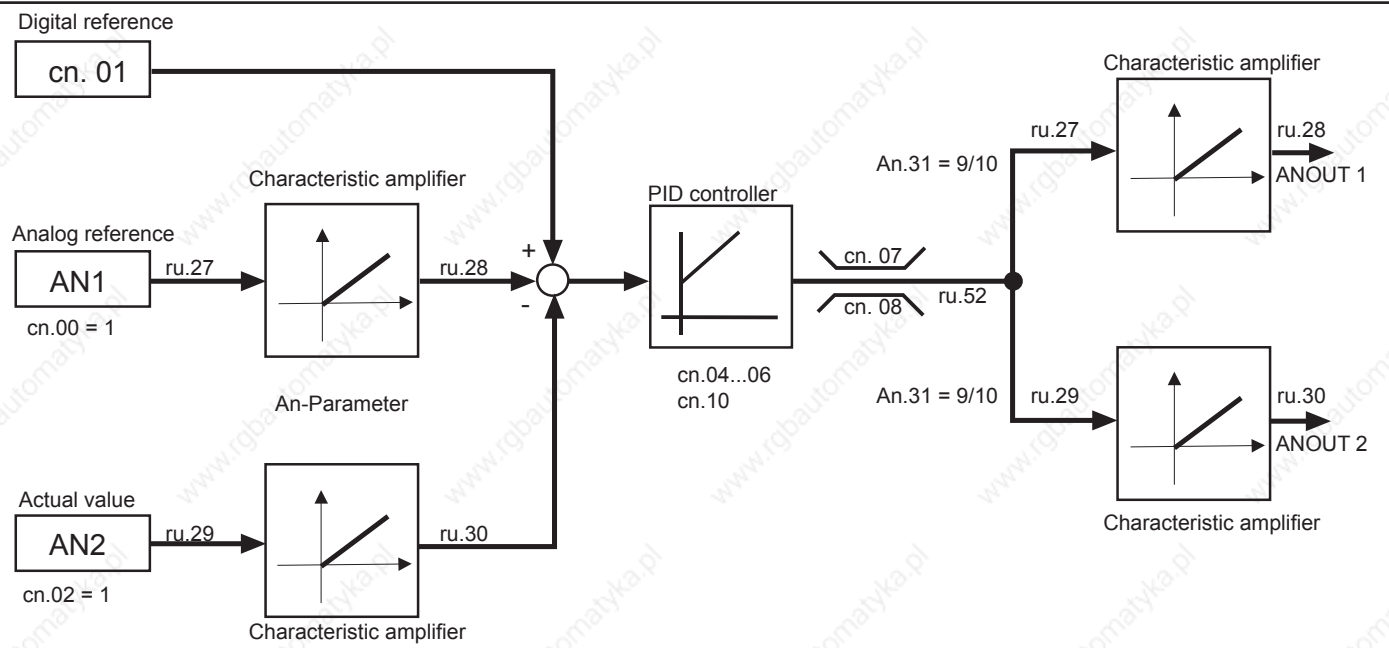 Digital reference
cn. 01
Characteristic amplifier
Analog reference
AN1
cn.00 = 1
ru.27
ru.28
An-Parameter
Actual value
AN2
cn.02 = 1
ru.29
ru.30
Characteristic amplifier
+
-
PID controller
cn.04...06
cn.10
cn. 07
cn. 08
ru.52
An.31 = 9/10
ru.27
Characteristic amplifier
ru.28
ANOUT 1
An.31 = 9/10
ru.29
ru.30
ANOUT 2
Characteristic amplifier
www.rgbautomatyka.pl